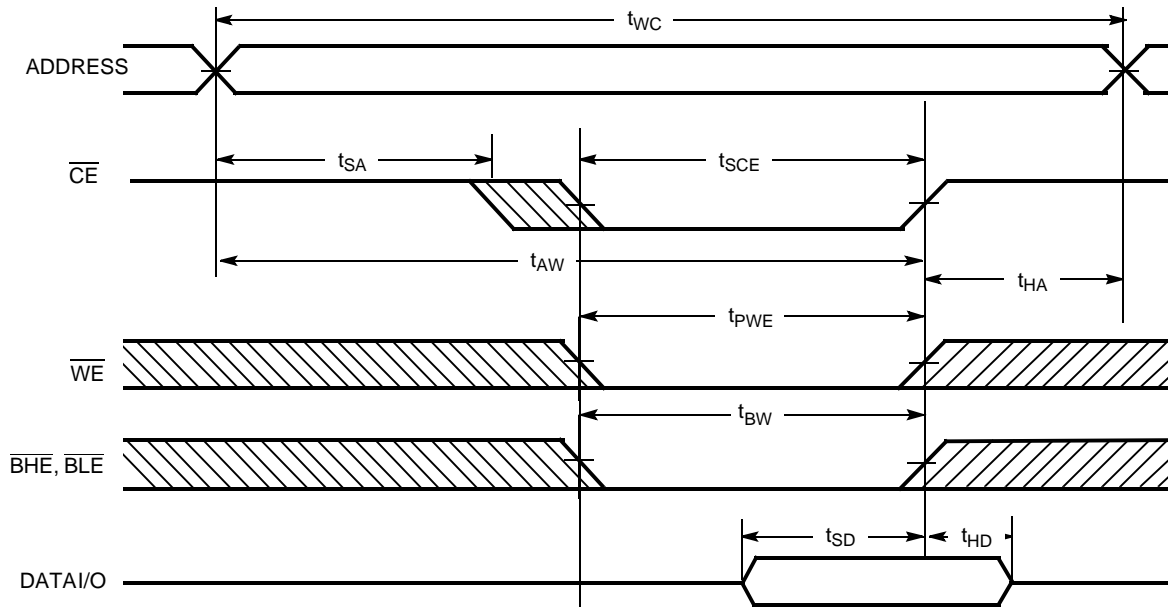 tWC
ADDRESS
tSA
tSCE
CE
tAW
tHA
tPWE
WE
tBW
BHE, BLE
tSD
tHD
DATAI/O